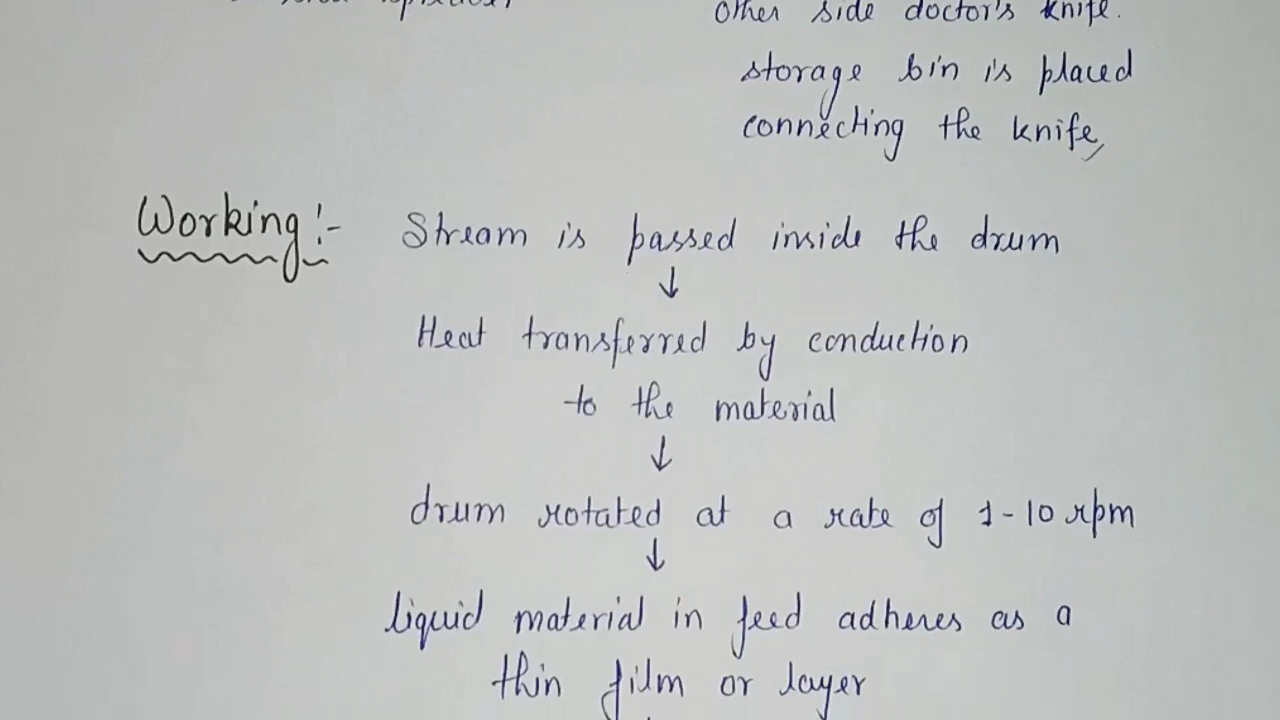 other side doctor's knife.
storage bin is placed
connecting the knife,
Working:- Stream is passed inside the drum
↓
Heat transferred by conduction
to the material
↓
drum rotated at a rate of 1-10 rpm
↓
liquid material in feed adheres as a
thin film or layer